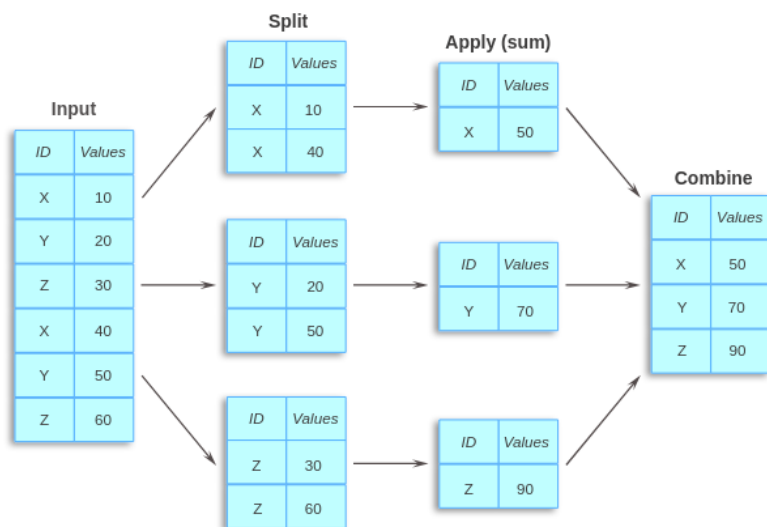 Input
ID Values
X 10
Y 20
Z 30
X 40
Y 50
Z 60
Split
ID Values
X 10
X 40
ID Values
Y 20
Y 50
ID Values
Z 30
Z 60
Apply (sum)
ID Values
X 50
ID Values
Y 70
ID Values
Z 90
Combine
ID Values
X 50
Y 70
Z 90